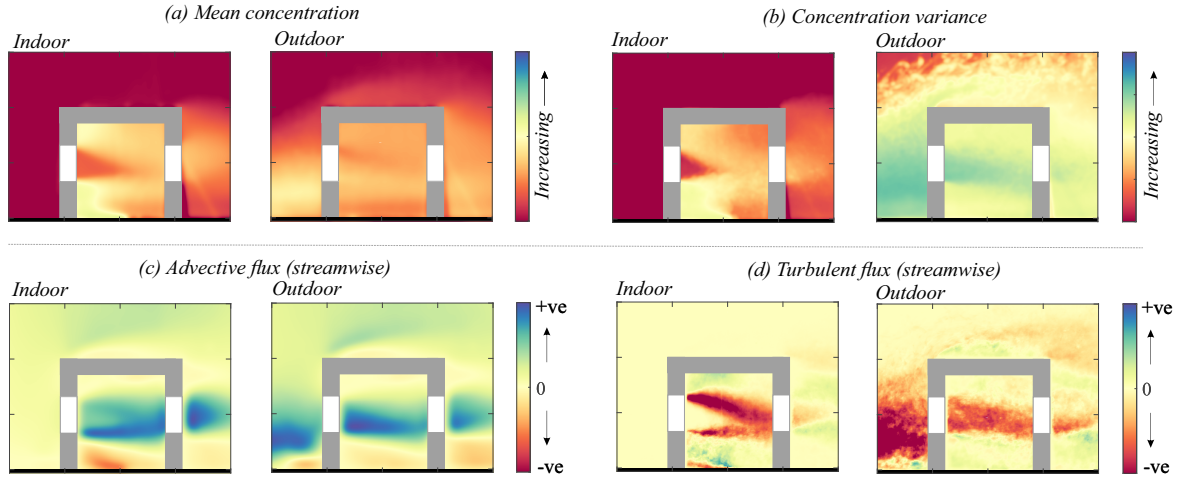 (a) Mean concentration
(b) Concentration variance
Indoor
Outdoor
Increasing
Indoor
Outdoor
Increasing
(c) Advective flux (streamwise)
(d) Turbulent flux (streamwise)
Indoor
Outdoor
+ve
0
-ve
Indoor
Outdoor
+ve
0
-ve